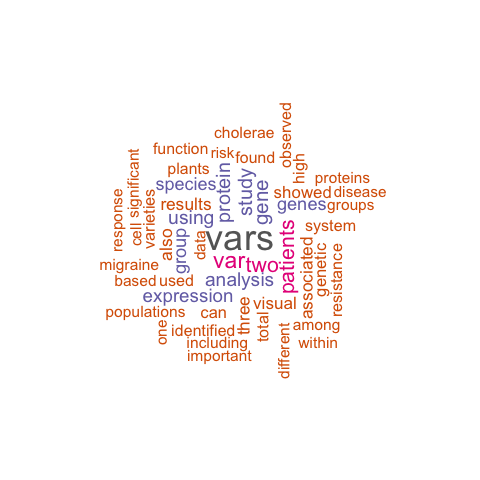 cholerae
observed
function
risk
found
high
significant
plants
protein
study
gene
proteins
species
showed
disease
response
cell
varieties
results
genes
groups
using
also
group
data
vars
patients
system
var
two
associated
genetic
resistance
migraine
based
used
analysis
expression
visual
populations
can
three
total
one
identified
different
among
including
within
important